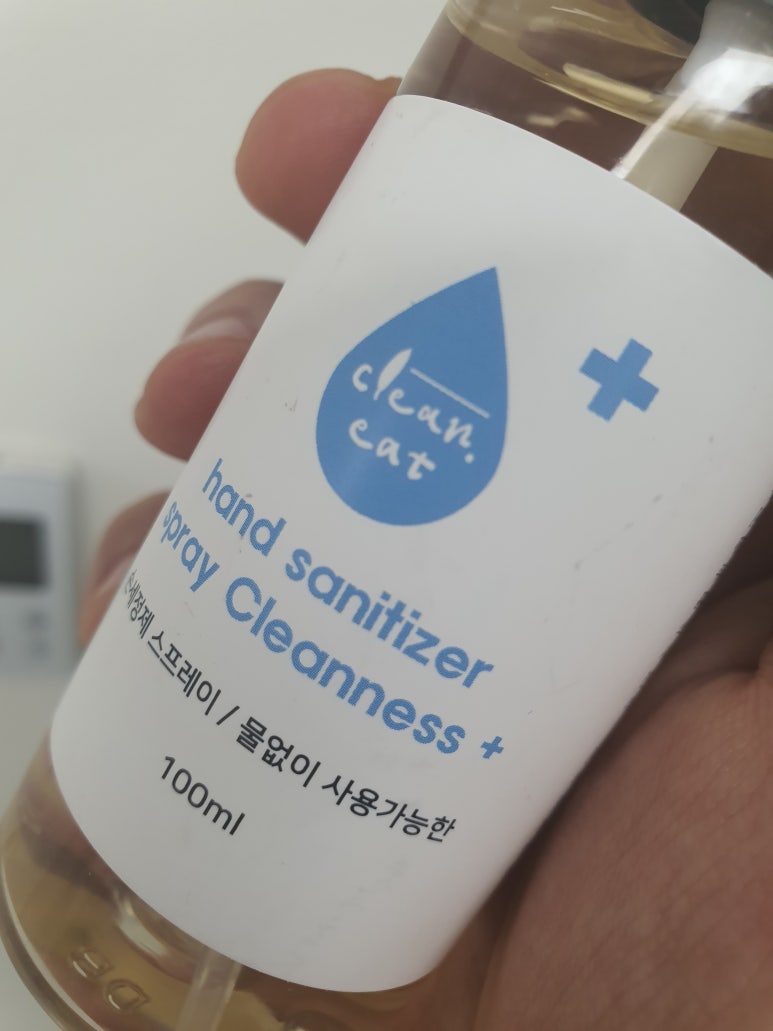 clean.
eat
hand sanitizer
spray Cleanness +
손세정제 스프레이 / 물없이 사용가능한
100ml